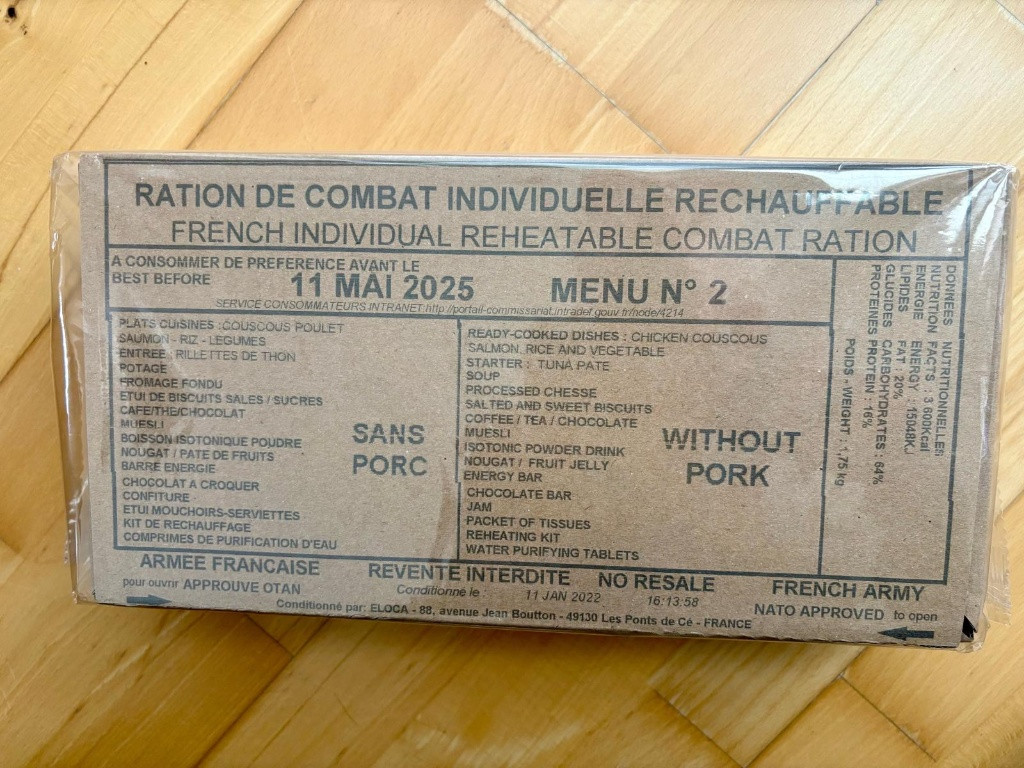 RATION DE COMBAT INDIVIDUELLE RECHAUFFABLE
FRENCH INDIVIDUAL REHEATABLE COMBAT RATION
A CONSOMMER DE PREFERENCE AVANT LE
BEST BEFORE
11 MAI 2025 MENU N° 2
SERVICE CONSOMMATEURS INTRANET http://portail-commissariat.intradef.gouv.fr/node/4214
PLATS CUISINES : COUSCOUS POULET
SAUMON - RIZ - LEGUMES
ENTREE : RILLETTES DE THON
POTAGE
FROMAGE FONDU
ETUI DE BISCUITS SALES / SUCRES
CAFE/THE/CHOCOLAT
MUESLI
BOISSON ISOTONIQUE POUDRE
NOUGAT / PATE DE FRUITS
BARRE ENERGIE
CHOCOLAT A CROQUER
CONFITURE
ETUI MOUCHOIRS-SERVIETTES
KIT DE RECHAUFFAGE
COMPRIMES DE PURIFICATION D'EAU
SANS
PORC
READY-COOKED DISHES : CHICKEN COUSCOUS
SALMON, RICE AND VEGETABLE
STARTER : TUNA PATE
SOUP
PROCESSED CHESSE
SALTED AND SWEET BISCUITS
COFFEE / TEA / CHOCOLATE
MUESLI
ISOTONIC POWDER DRINK
NOUGAT / FRUIT JELLY
ENERGY BAR
CHOCOLATE BAR
JAM
PACKET OF TISSUES
REHEATING KIT
WATER PURIFYING TABLETS
WITHOUT
PORK
DONNEES NUTRITIONNELLES
NUTRITION FACTS : 3 600Kcal
ENERGIE ENERGY : 15048KJ
LIPIDES FAT : 20%
GLUCIDES CARBOHYDRATES : 64%
PROTEINES PROTEIN : 16%
POIDS - WEIGHT : 1,75 kg
ARMEE FRANCAISE REVENTE INTERDITE NO RESALE FRENCH ARMY
pour ouvrir APPROUVE OTAN Conditionné le : 11 JAN 2022 16:13:58 NATO APPROVED to open
Conditionné par: ELOCA - 88, avenue Jean Boutton - 49130 Les Ponts de Cé - FRANCE